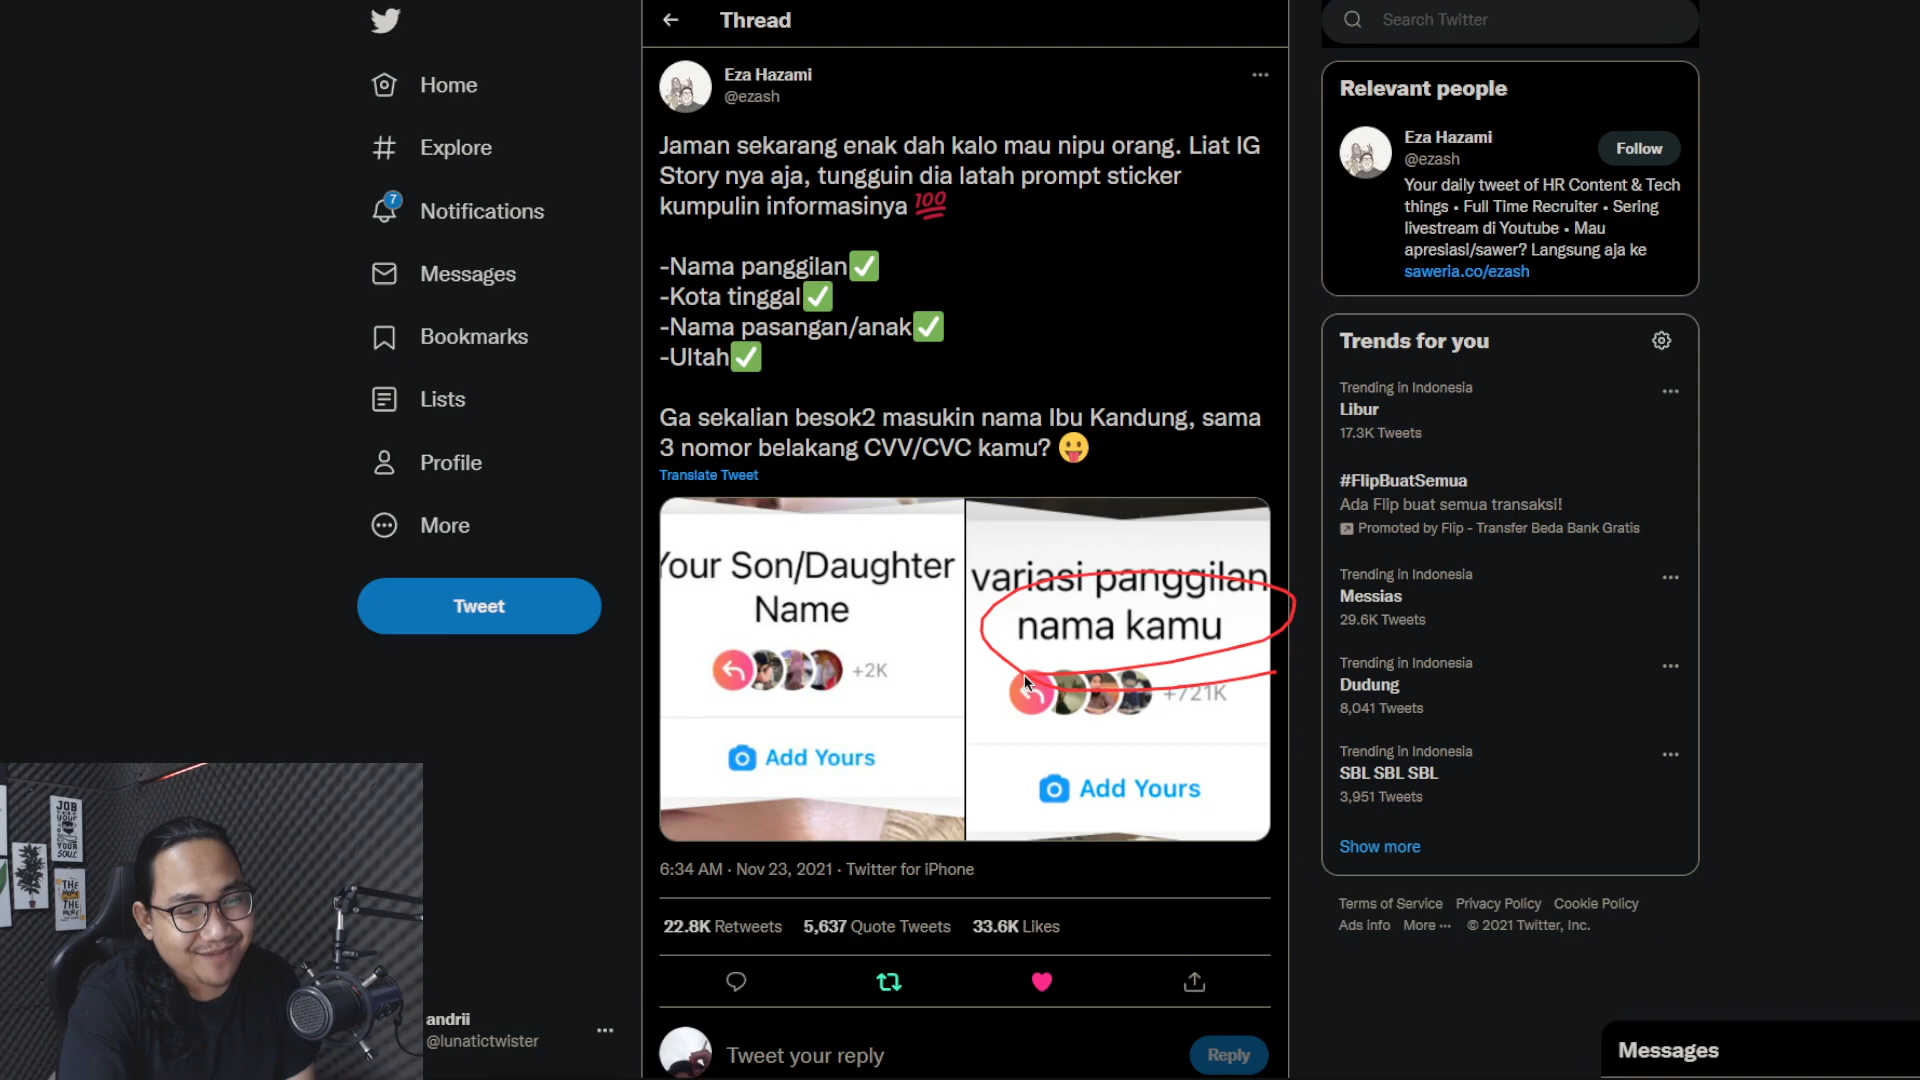 Home
Explore
7
Notifications
Messages
Bookmarks
Lists
Profile
More
Tweet
andrii
@lunatictwister
JOB
YOUR
SOUL
THE
MORE
THE
MORE
Thread
Eza Hazami
@ezash
Jaman sekarang enak dah kalo mau nipu orang. Liat IG
Story nya aja, tungguin dia latah prompt sticker
kumpulin informasinya 💯
-Nama panggilan✅
-Kota tinggal✅
-Nama pasangan/anak✅
-Ultah✅
Ga sekalian besok2 masukin nama Ibu Kandung, sama
3 nomor belakang CVV/CVC kamu? 😛
Translate Tweet
Your Son/Daughter
Name
+2K
Add Yours
variasi panggilan
nama kamu
+721K
Add Yours
6:34 AM · Nov 23, 2021 · Twitter for iPhone
22.8K Retweets 5,637 Quote Tweets 33.6K Likes
Tweet your reply
Reply
Search Twitter
Relevant people
Eza Hazami
@ezash
Follow
Your daily tweet of HR Content & Tech
things • Full Time Recruiter • Sering
livestream di Youtube • Mau
apresiasi/sawer? Langsung aja ke
saweria.co/ezash
Trends for you
Trending in Indonesia
Libur
17.3K Tweets
#FlipBuatSemua
Ada Flip buat semua transaksi!
Promoted by Flip - Transfer Beda Bank Gratis
Trending in Indonesia
Messias
29.6K Tweets
Trending in Indonesia
Dudung
8,041 Tweets
Trending in Indonesia
SBL SBL SBL
3,951 Tweets
Show more
Terms of Service Privacy Policy Cookie Policy
Ads info More ··· © 2021 Twitter, Inc.
Messages